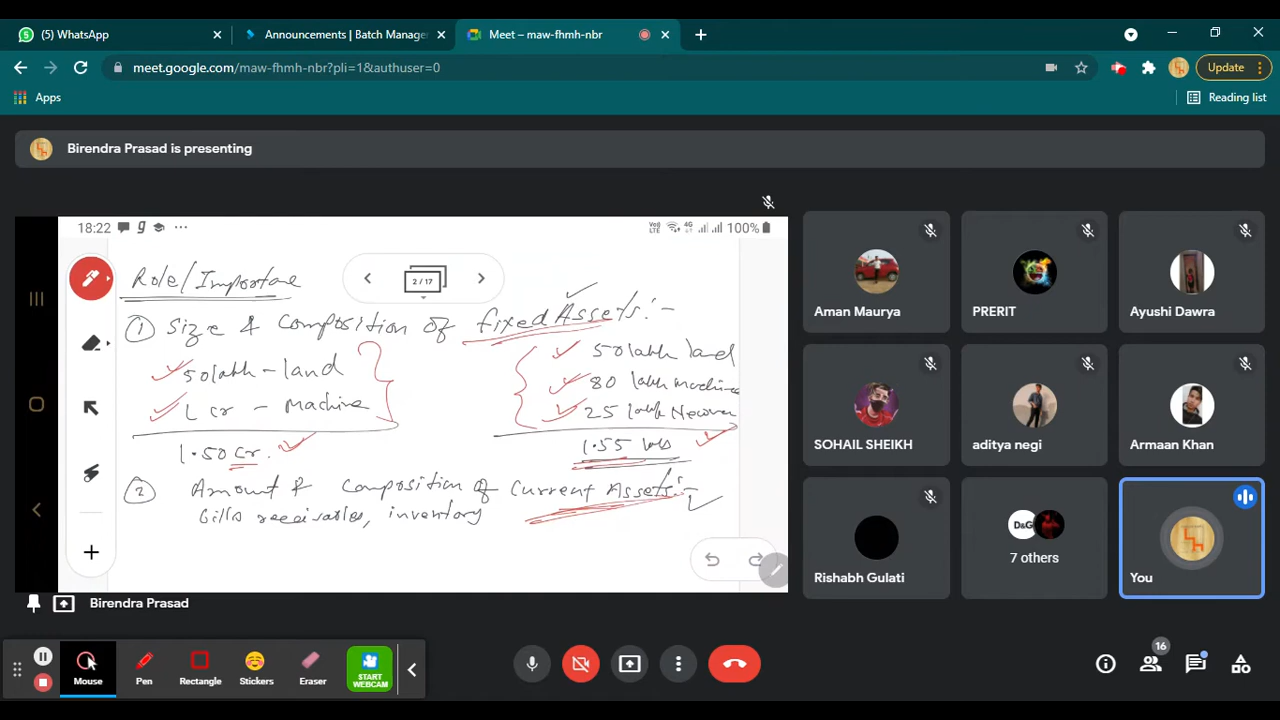 (5) WhatsApp
Announcements | Batch Manage
Meet – maw-fhmh-nbr
meet.google.com/maw-fhmh-nbr?pli=1&authuser=0
Update
Apps
Reading list
Birendra Prasad is presenting
18:22
Vo) LTE 4G 100%
Role/Importane
2 / 17
① Size & Composition of fixed Assets:-
50 lakh – land
1 cr – Machine
1.50 cr.
50 lakh land
80 lakh machine
25 lakh
1.55
② Amount & Composition of Current Assets:-
bills receivables, inventory
Birendra Prasad
Aman Maurya
PRERIT
Ayushi Dawra
SOHAIL SHEIKH
aditya negi
Armaan Khan
Rishabh Gulati
D&G
7 others
You
Mouse
Pen
Rectangle
Stickers
Eraser
START WEBCAM
16